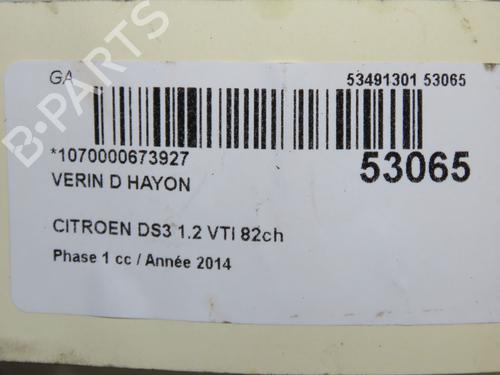 GA 53491301 53065
*1070000673927 53065
VERIN D HAYON
CITROEN DS3 1.2 VTI 82ch
Phase 1 cc / Année 2014
B-PARTS